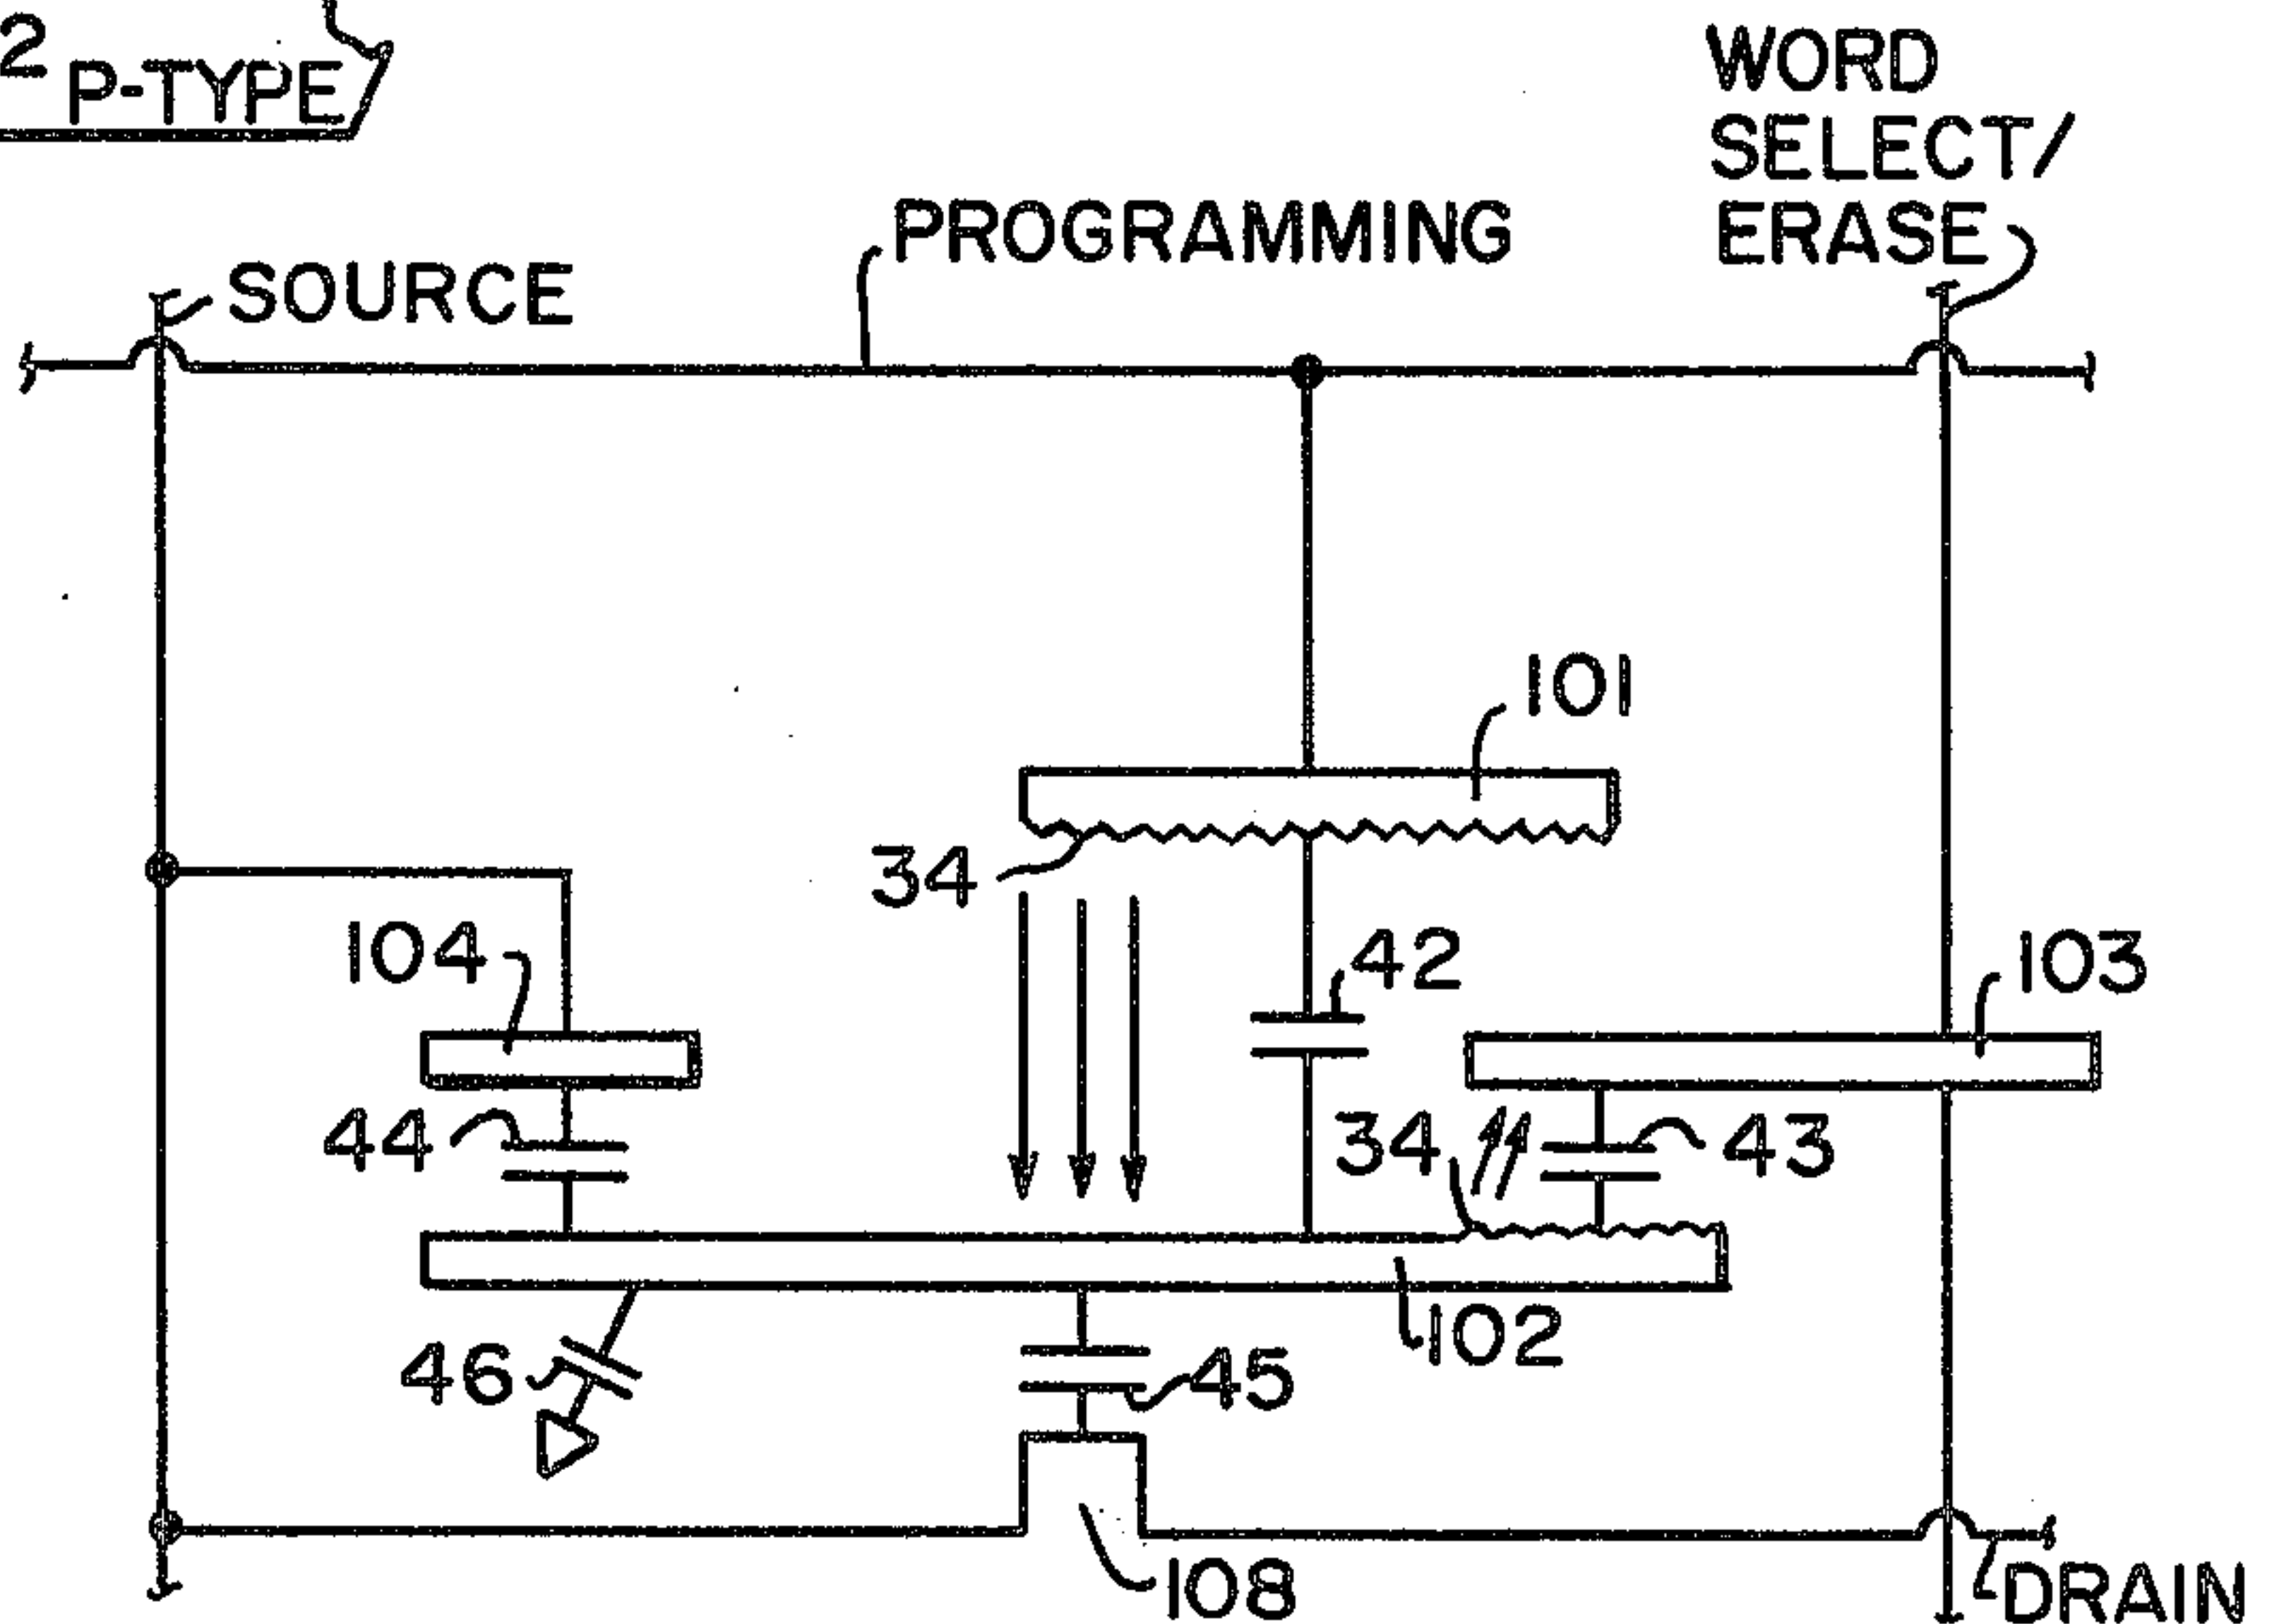 2
P-TYPE
WORD
SELECT/
ERASE
PROGRAMMING
SOURCE
101
34
104
42
103
44
34
43
102
46
45
108
DRAIN